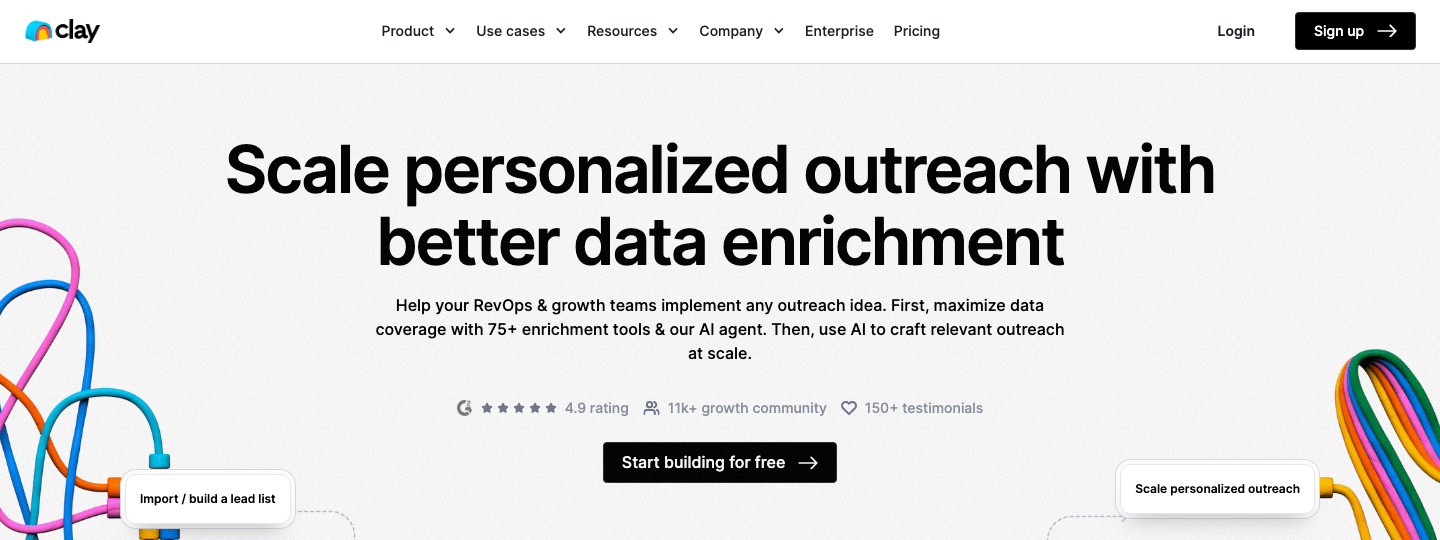 clay
Product
Use cases
Resources
Company
Enterprise
Pricing
Login
Sign up
Scale personalized outreach with
better data enrichment
Help your RevOps & growth teams implement any outreach idea. First, maximize data
coverage with 75+ enrichment tools & our AI agent. Then, use AI to craft relevant outreach
at scale.
4.9 rating
11k+ growth community
150+ testimonials
Start building for free
Import / build a lead list
Scale personalized outreach